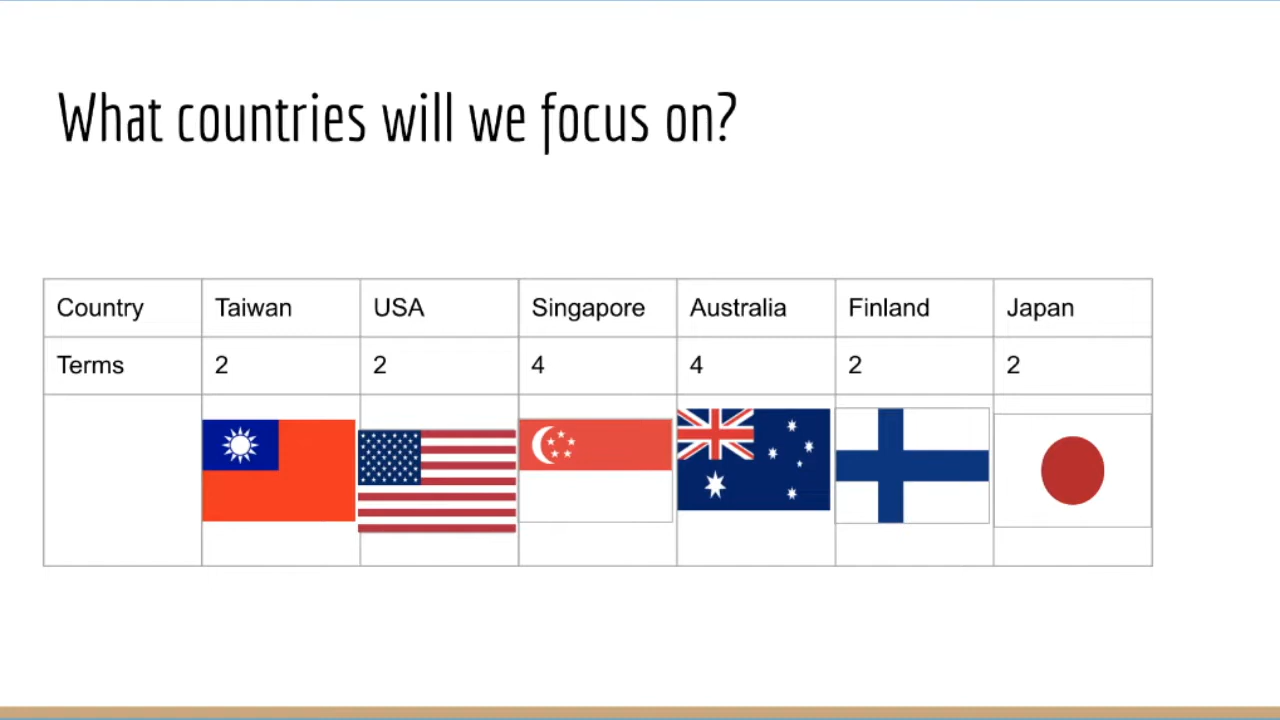 What countries will we focus on?
Country Taiwan USA Singapore Australia Finland Japan
Terms 2 2 4 4 2 2